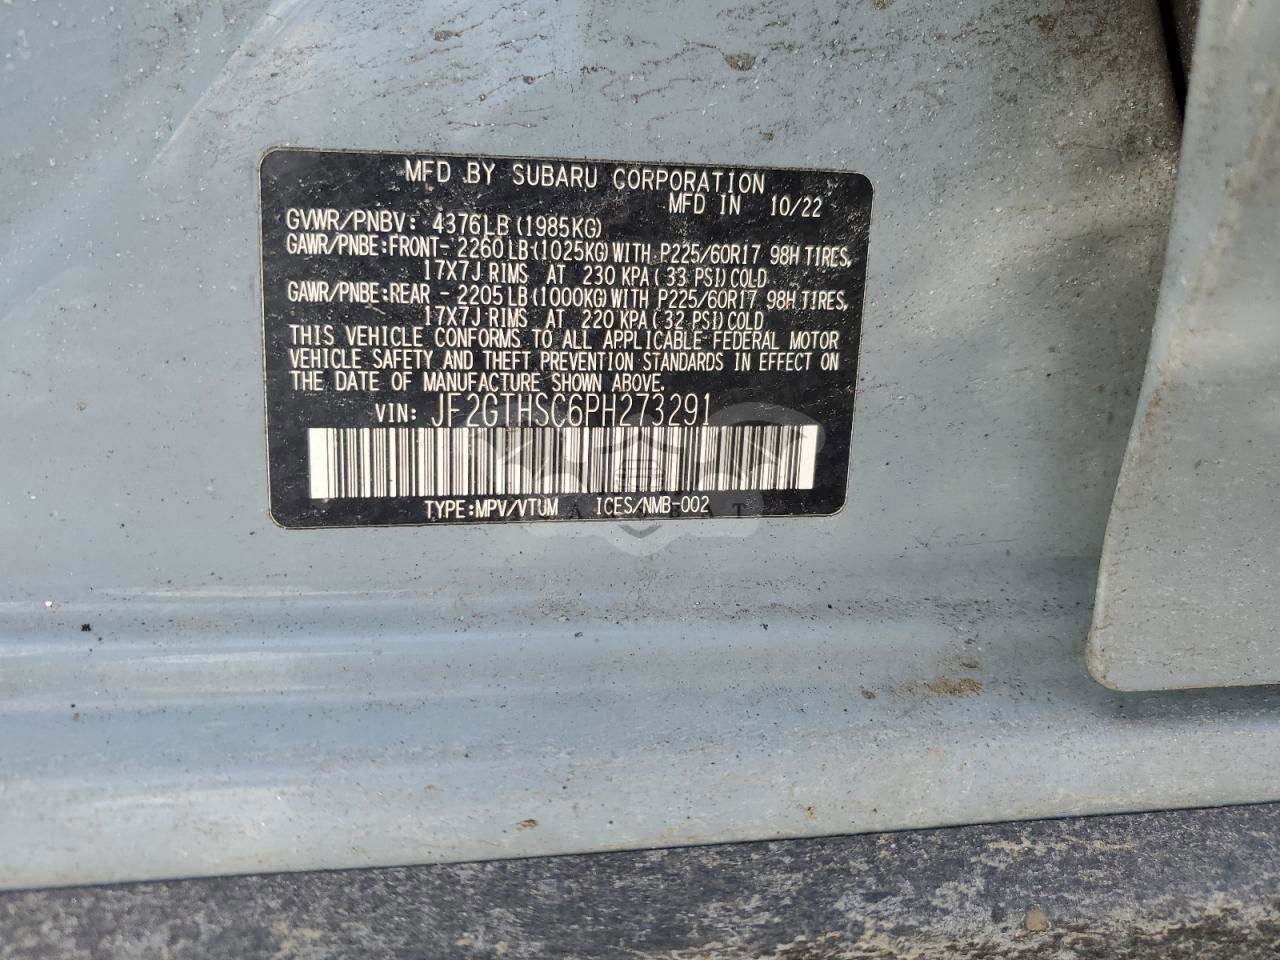 MFD BY SUBARU CORPORATION
MFD IN 10/22
GVWR/PNBV: 4376LB (1985KG)
GAWR/PNBE:FRONT- 2260 LB (1025KG) WITH P225/60R17 98H TIRES,
17X7J RIMS AT 230 KPA ( 33 PSI) COLD
GAWR/PNBE:REAR - 2205 LB (1000KG) WITH P225/60R17 98H TIRES,
17X7J RIMS AT 220 KPA ( 32 PSI) COLD
THIS VEHICLE CONFORMS TO ALL APPLICABLE FEDERAL MOTOR
VEHICLE SAFETY AND THEFT PREVENTION STANDARDS IN EFFECT ON
THE DATE OF MANUFACTURE SHOWN ABOVE.
VIN: JF2GTHSC6PH273291
TYPE:MPV/VTUM ICES/NMB-002